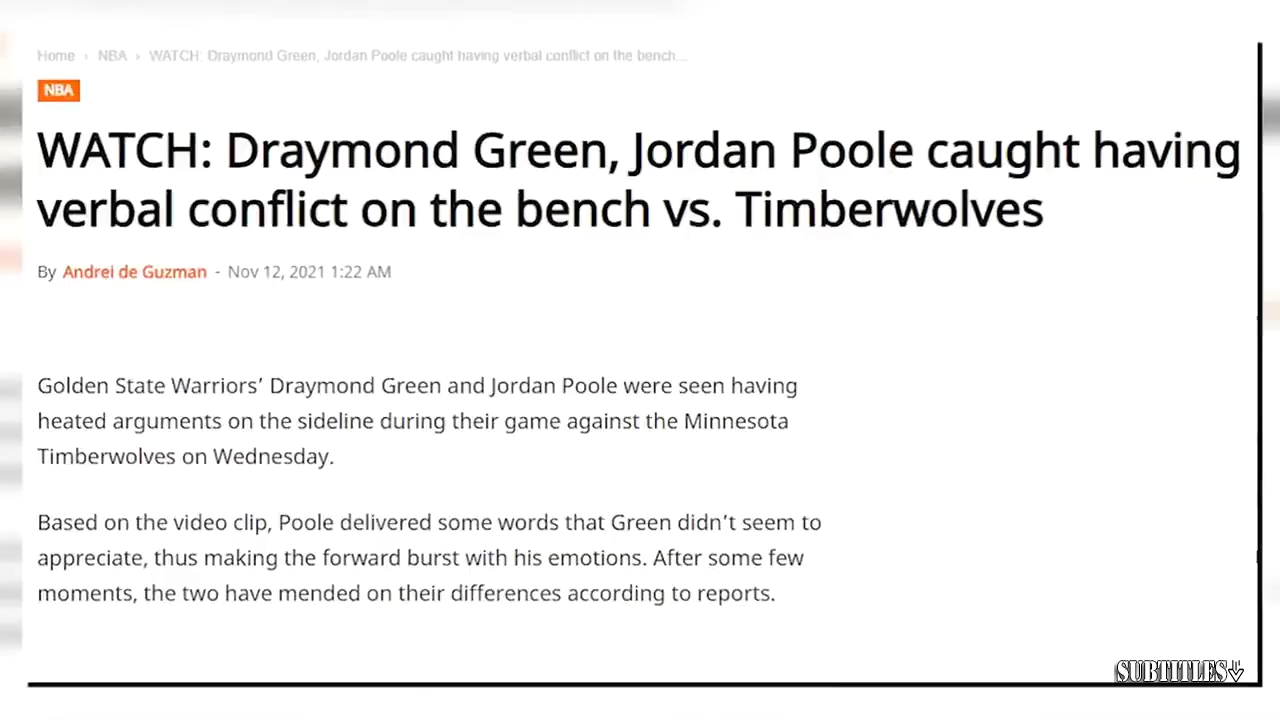 Home › NBA › WATCH: Draymond Green, Jordan Poole caught having verbal conflict on the bench...
NBA
WATCH: Draymond Green, Jordan Poole caught having
verbal conflict on the bench vs. Timberwolves
By Andrei de Guzman - Nov 12, 2021 1:22 AM
Golden State Warriors’ Draymond Green and Jordan Poole were seen having
heated arguments on the sideline during their game against the Minnesota
Timberwolves on Wednesday.
Based on the video clip, Poole delivered some words that Green didn’t seem to
appreciate, thus making the forward burst with his emotions. After some few
moments, the two have mended on their differences according to reports.
SUBTITLES